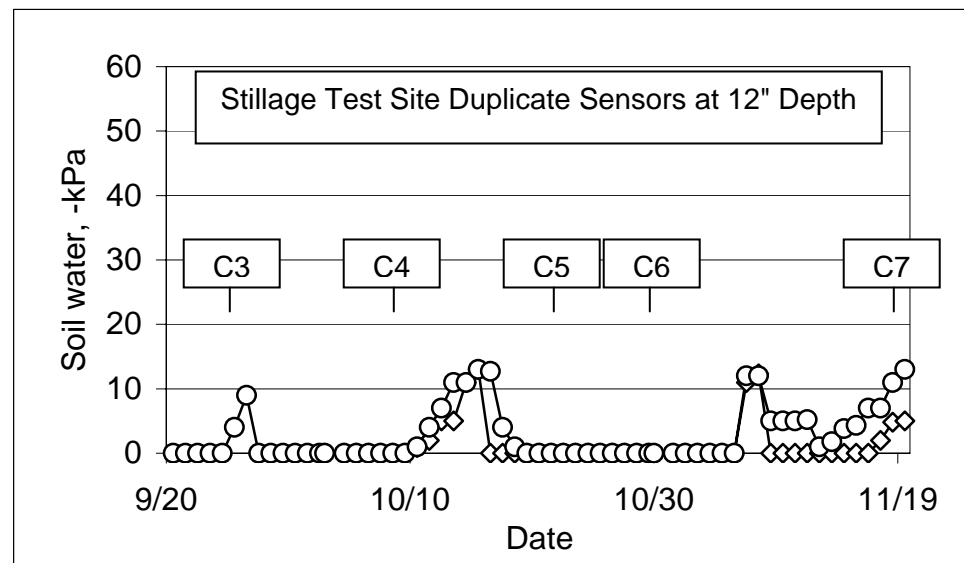 Stillage Test Site Duplicate Sensors at 12" Depth
Soil water, -kPa
60
50
40
30
20
10
0
C3 C4 C5 C6 C7
9/20 10/10 10/30 11/19
Date